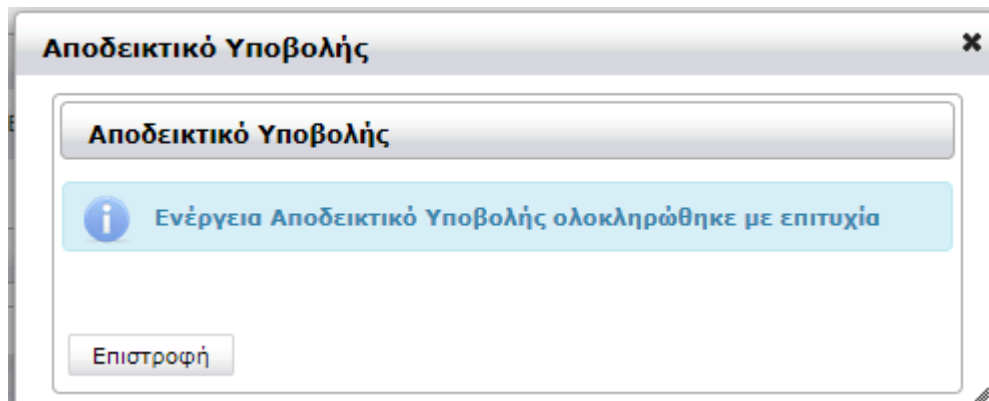 Αποδεικτικό Υποβολής
Αποδεικτικό Υποβολής
Ενέργεια Αποδεικτικό Υποβολής ολοκληρώθηκε με επιτυχία
Επιστροφή